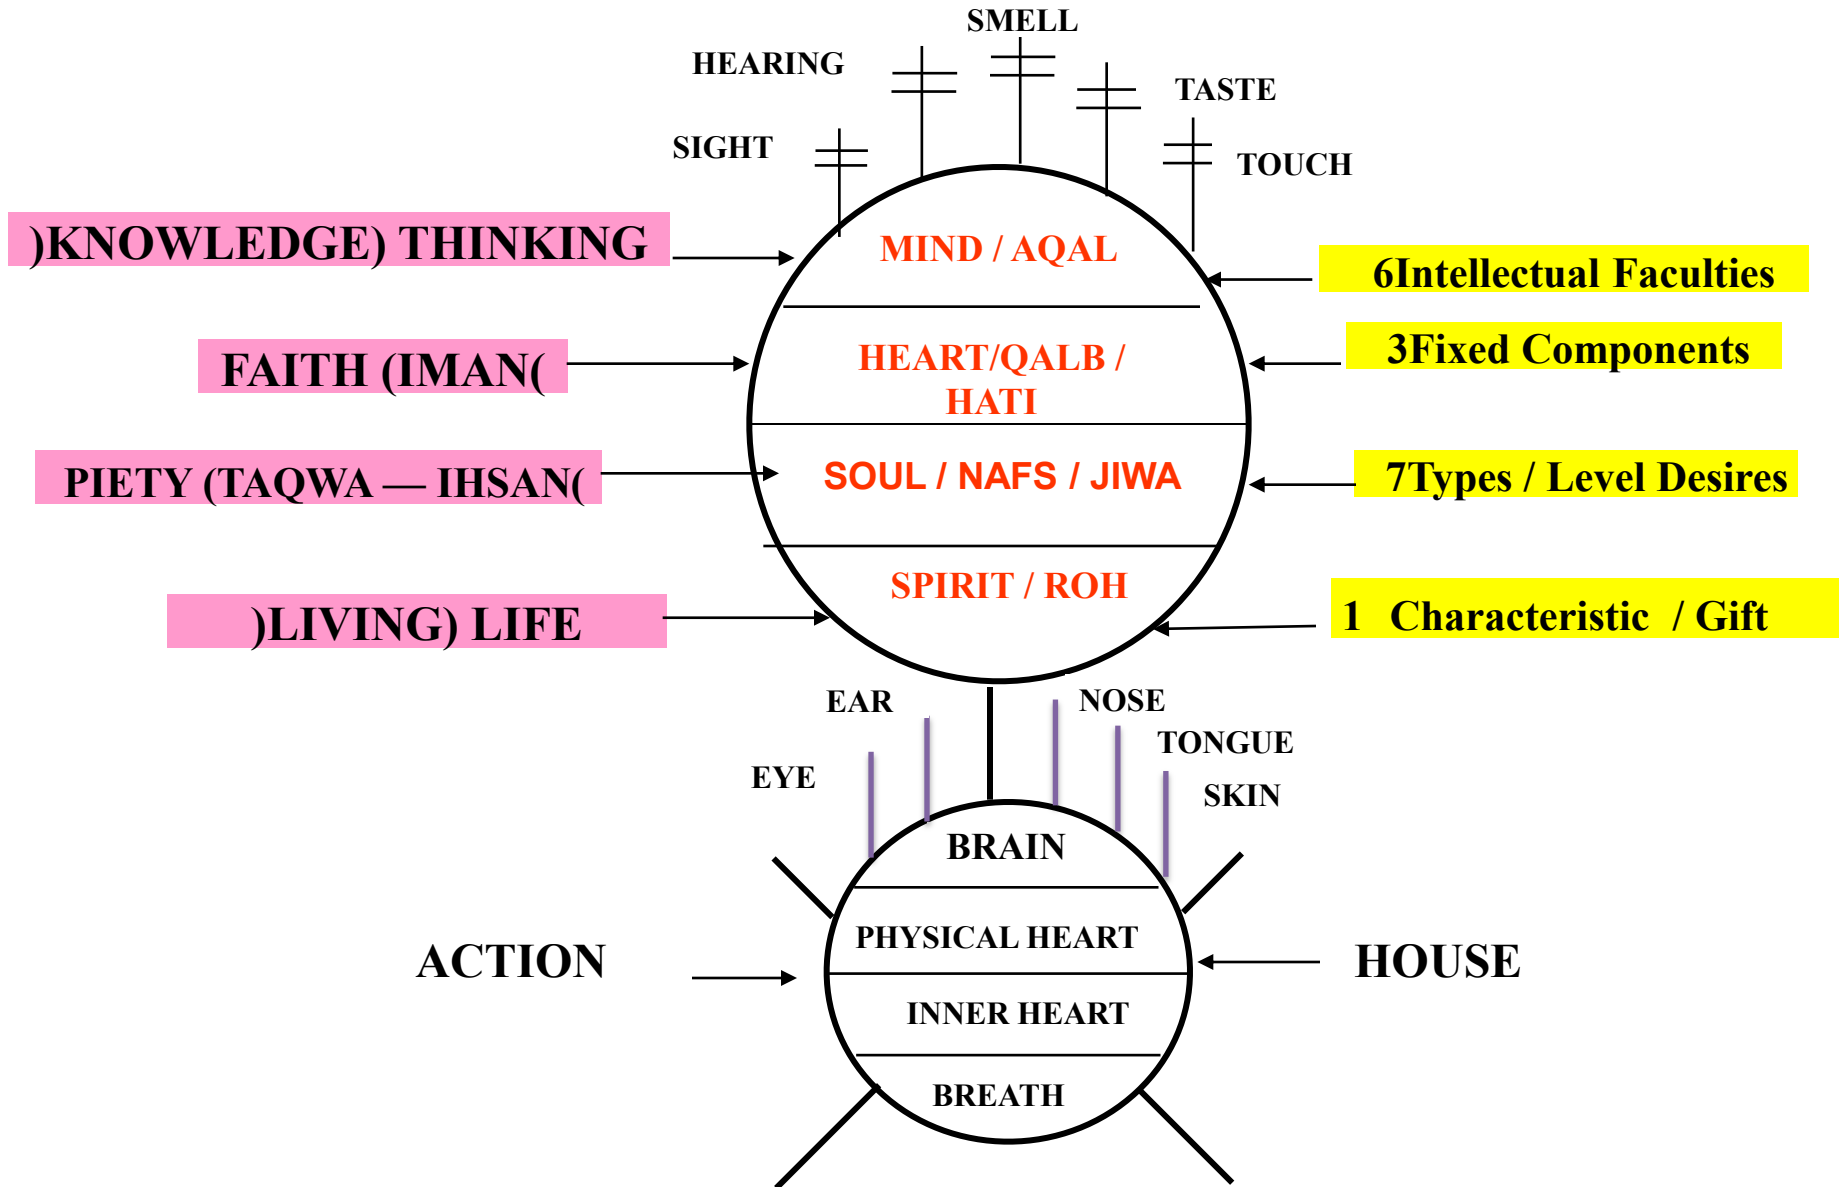 SMELL
HEARING
TASTE
SIGHT
TOUCH
)KNOWLEDGE) THINKING
MIND / AQAL
6Intellectual Faculties
FAITH (IMAN(
HEART/QALB /
HATI
3Fixed Components
PIETY (TAQWA — IHSAN(
SOUL / NAFS / JIWA
7Types / Level Desires
)LIVING) LIFE
SPIRIT / ROH
1 Characteristic / Gift
EAR
NOSE
TONGUE
EYE
SKIN
BRAIN
PHYSICAL HEART
ACTION
HOUSE
INNER HEART
BREATH